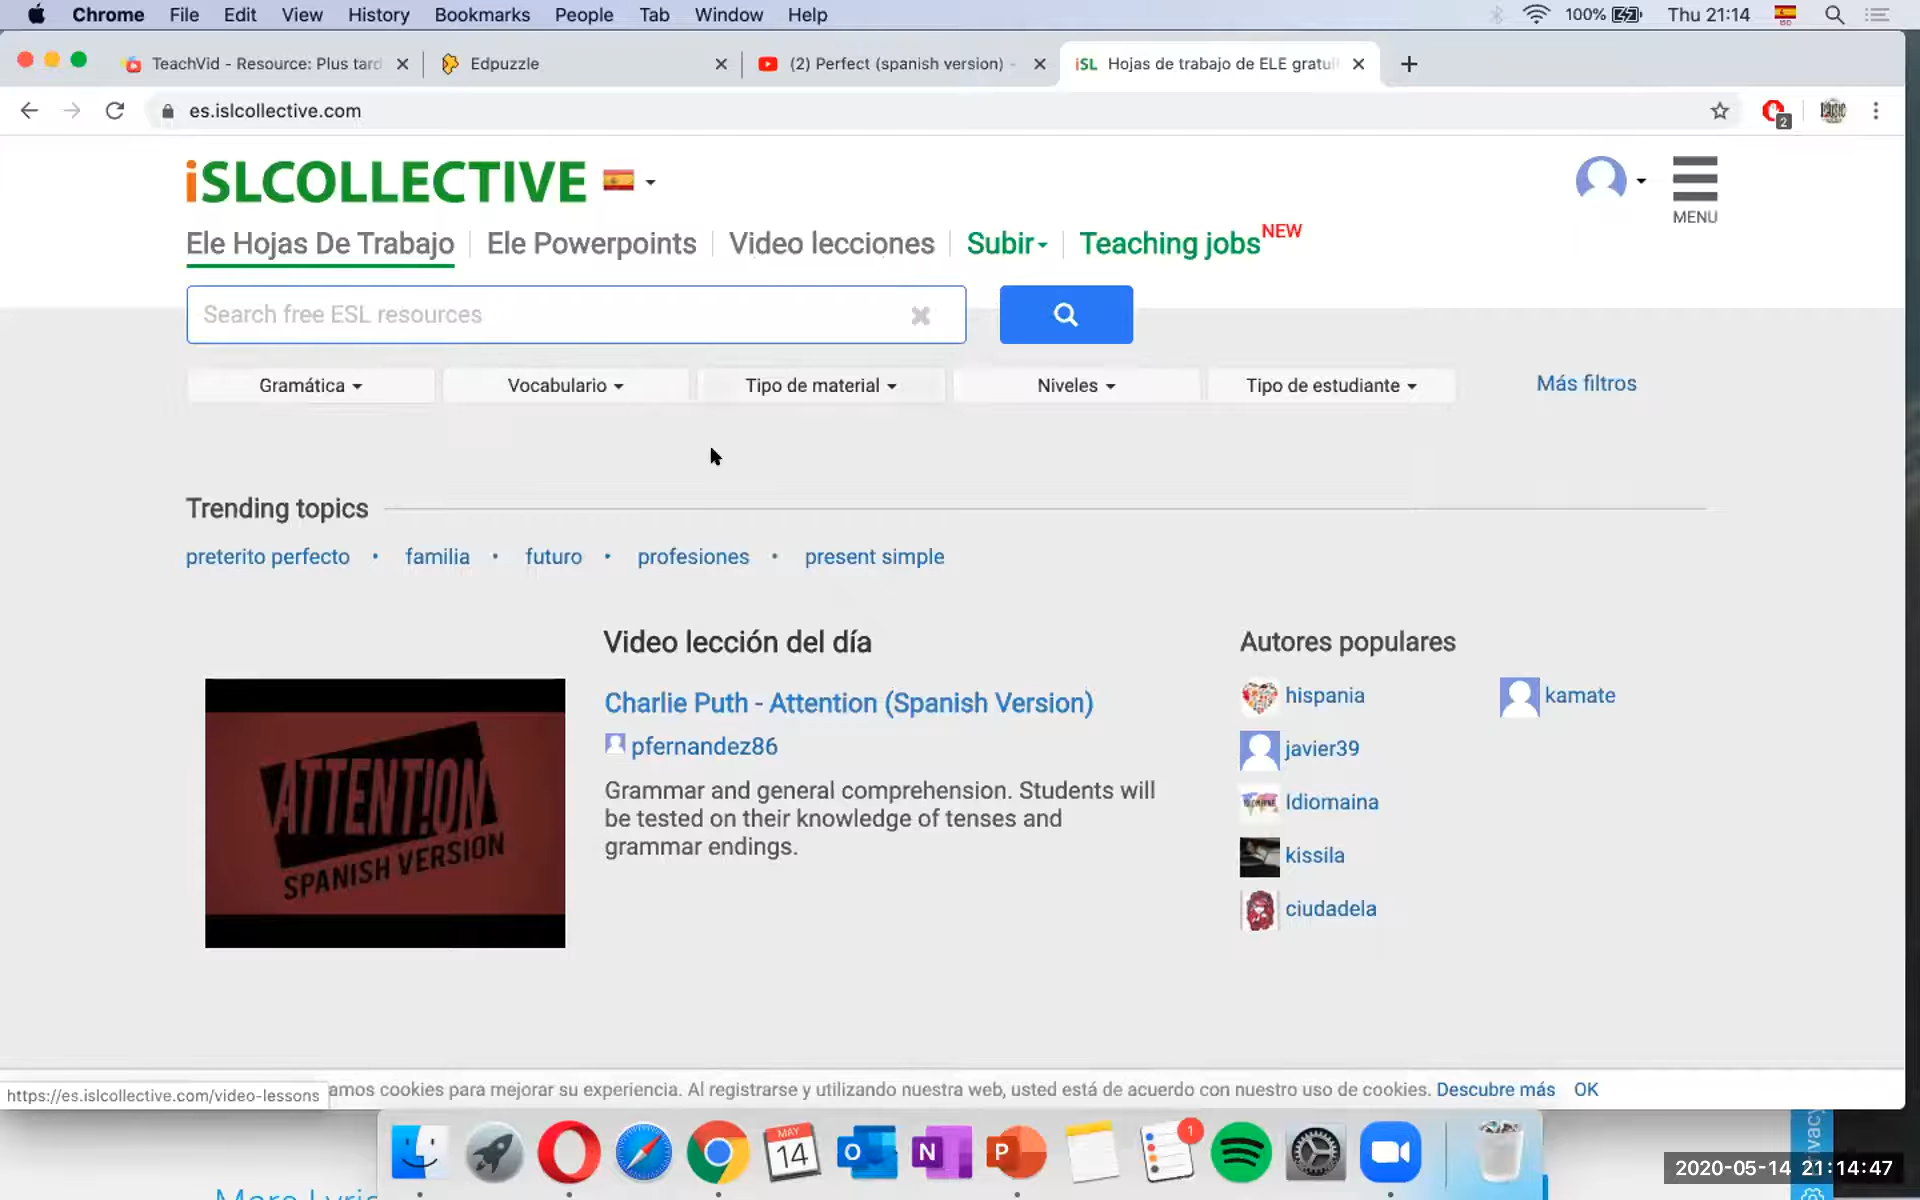 Chrome File Edit View History Bookmarks People Tab Window Help 100% Thu 21:14 ISO
TeachVid - Resource: Plus tard Edpuzzle (2) Perfect (spanish version) - iSL Hojas de trabajo de ELE gratui
es.islcollective.com 2
iSLCOLLECTIVE
MENU
Ele Hojas De Trabajo Ele Powerpoints Video lecciones Subir Teaching jobs NEW
Search free ESL resources
Gramática Vocabulario Tipo de material Niveles Tipo de estudiante Más filtros
Trending topics
preterito perfecto • familia • futuro • profesiones • present simple
Video lección del día
Charlie Puth - Attention (Spanish Version)
pfernandez86
Grammar and general comprehension. Students will
be tested on their knowledge of tenses and
grammar endings.
ATTENT!ON
SPANISH VERSION
Autores populares
hispania kamate
javier39
Idiomaina
kissila
ciudadela
https://es.islcollective.com/video-lessons
amos cookies para mejorar su experiencia. Al registrarse y utilizando nuestra web, usted está de acuerdo con nuestro uso de cookies. Descubre más OK
MAY
14
O
N
P
1
2020-05-14 21:14:47